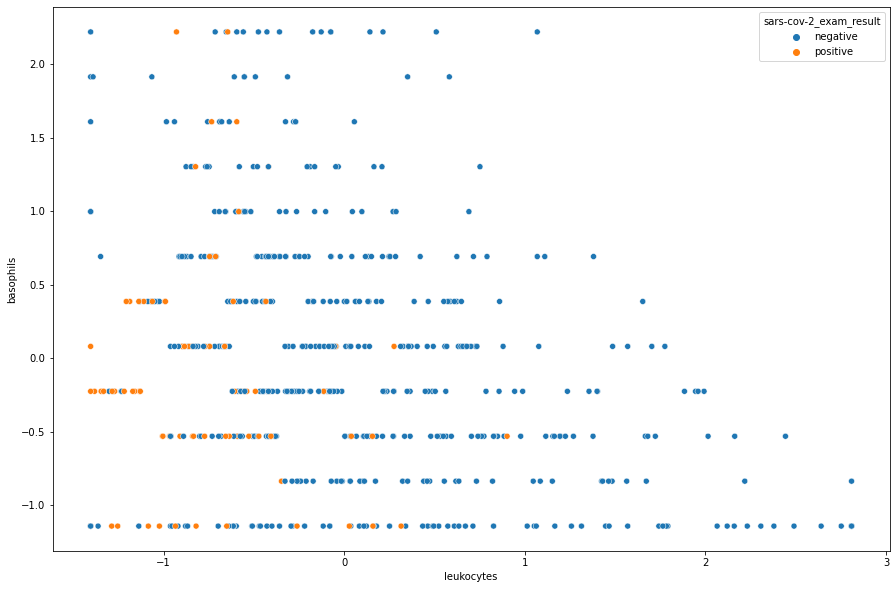 sars-cov-2_exam_result
negative
positive
basophils
2.0
1.5
1.0
0.5
0.0
−0.5
−1.0
−1
0
1
2
3
leukocytes